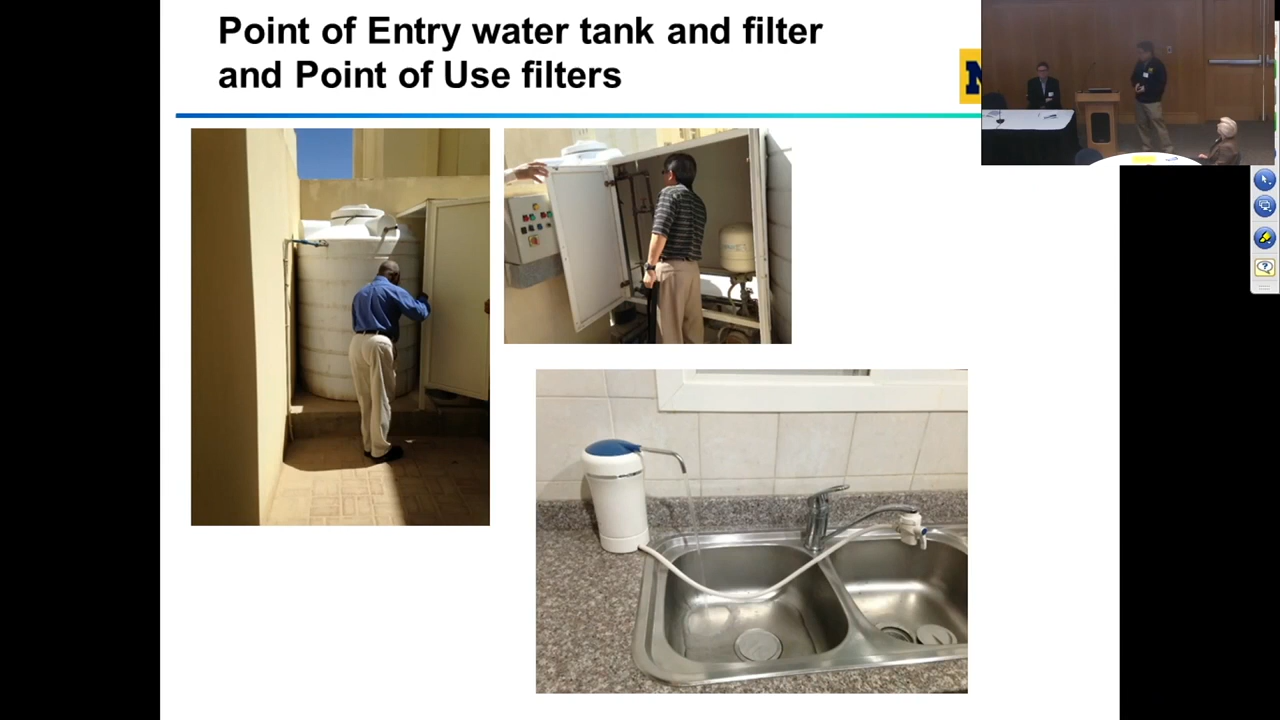 Point of Entry water tank and filter
and Point of Use filters